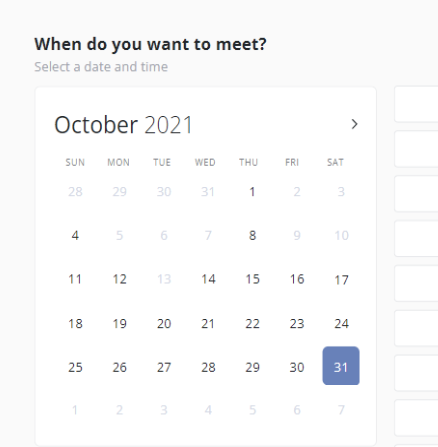 When do you want to meet?
Select a date and time
October 2021
SUN MON TUE WED THU FRI SAT
28 29 30 31 1 2 3
4 5 6 7 8 9 10
11 12 13 14 15 16 17
18 19 20 21 22 23 24
25 26 27 28 29 30 31
1 2 3 4 5 6 7